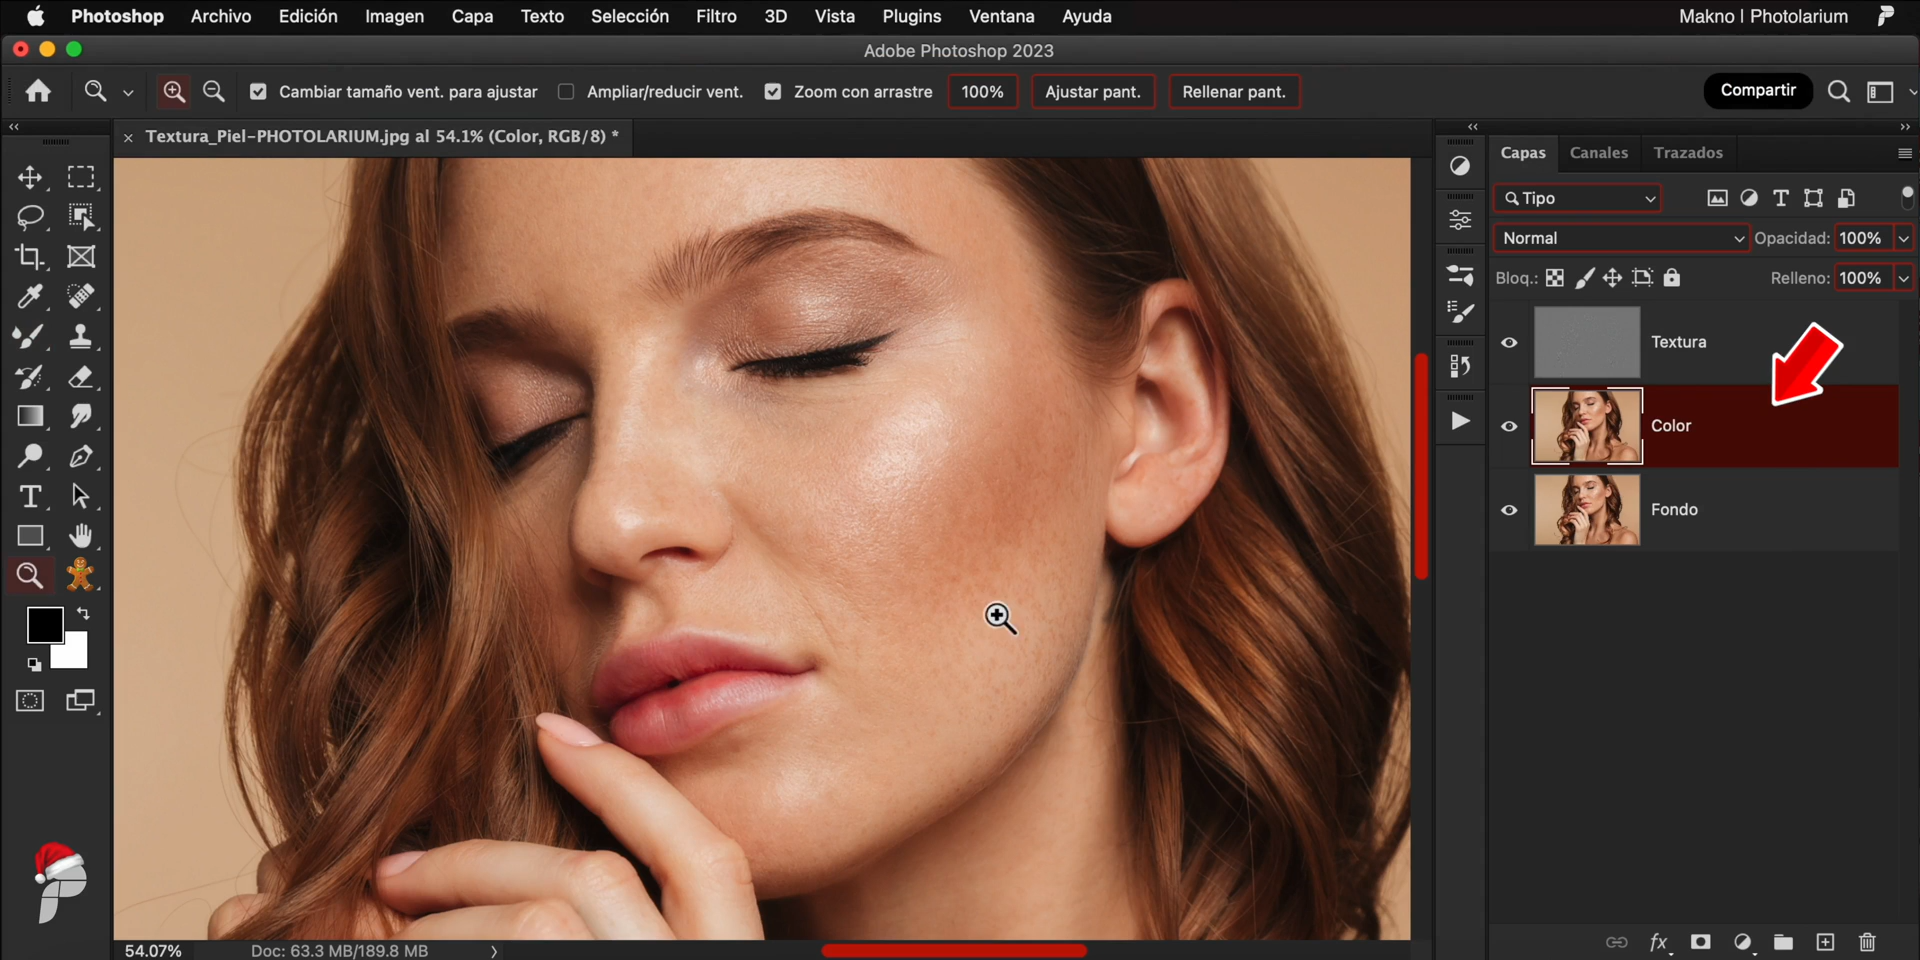 Photoshop Archivo Edición Imagen Capa Texto Selección Filtro 3D Vista Plugins Ventana Ayuda Makno | Photolarium
Adobe Photoshop 2023
Cambiar tamaño vent. para ajustar Ampliar/reducir vent. Zoom con arrastre 100% Ajustar pant. Rellenar pant. Compartir
Textura_Piel-PHOTOLARIUM.jpg al 54.1% (Color, RGB/8) *
Capas Canales Trazados
Tipo
Normal Opacidad: 100%
Bloq.: Relleno: 100%
Textura
Color
Fondo
54.07% Doc: 63.3 MB/189.8 MB
fx